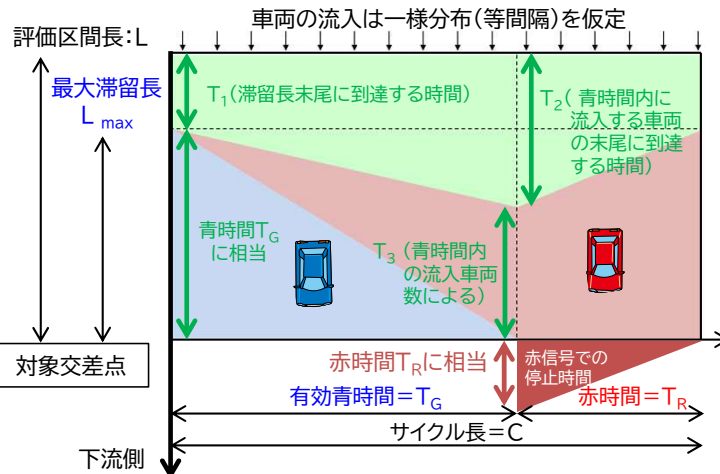 車両の流入は一様分布(等間隔)を仮定
評価区間長:L
最大滞留長
L max
T1(滞留長末尾に到達する時間)
T2( 青時間内に
流入する車両
の末尾に到達
する時間)
青時間TG
に相当
T3 (青時間内
の流入車両
数による)
対象交差点
赤時間TRに相当
赤信号での
停止時間
有効青時間=TG
赤時間=TR
サイクル長=C
下流側